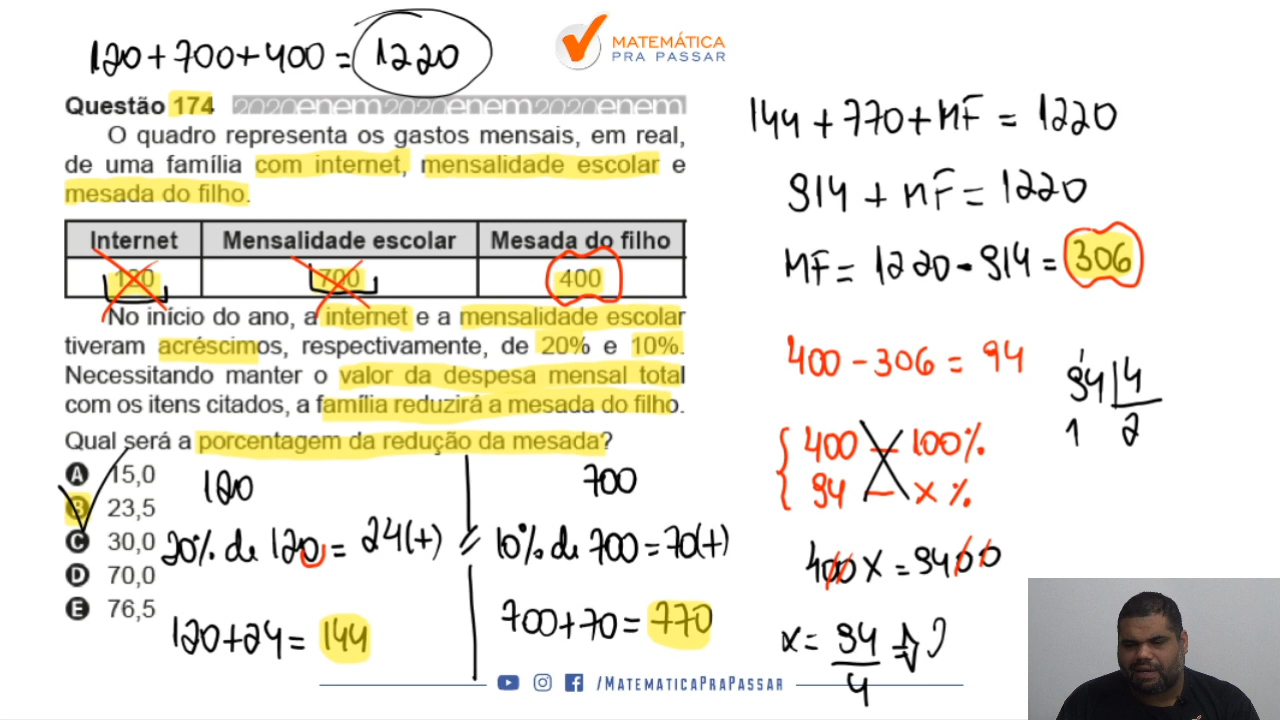 120+700+400 = 1220
MATEMÁTICA
PRA PASSAR
Questão 174 2020enem2020enem2020enem
O quadro representa os gastos mensais, em real,
de uma família com internet, mensalidade escolar e
mesada do filho.
Internet Mensalidade escolar Mesada do filho
120 700 400
No início do ano, a internet e a mensalidade escolar
tiveram acréscimos, respectivamente, de 20% e 10%.
Necessitando manter o valor da despesa mensal total
com os itens citados, a família reduzirá a mesada do filho.
Qual será a porcentagem da redução da mesada?
A 15,0
B 23,5
C 30,0
D 70,0
E 76,5
120
20% de 120 = 24(+)
120+24 = 144
700
10% de 700 = 70(+)
700+70 = 770
144 + 770 + MF = 1220
914 + MF = 1220
MF = 1220 - 914 = 306
400 - 306 = 94
400 - 100%
94 - x%
400x = 9400
x = 94
4
94 4
1 2
/MATEMATICAPRAPASSAR